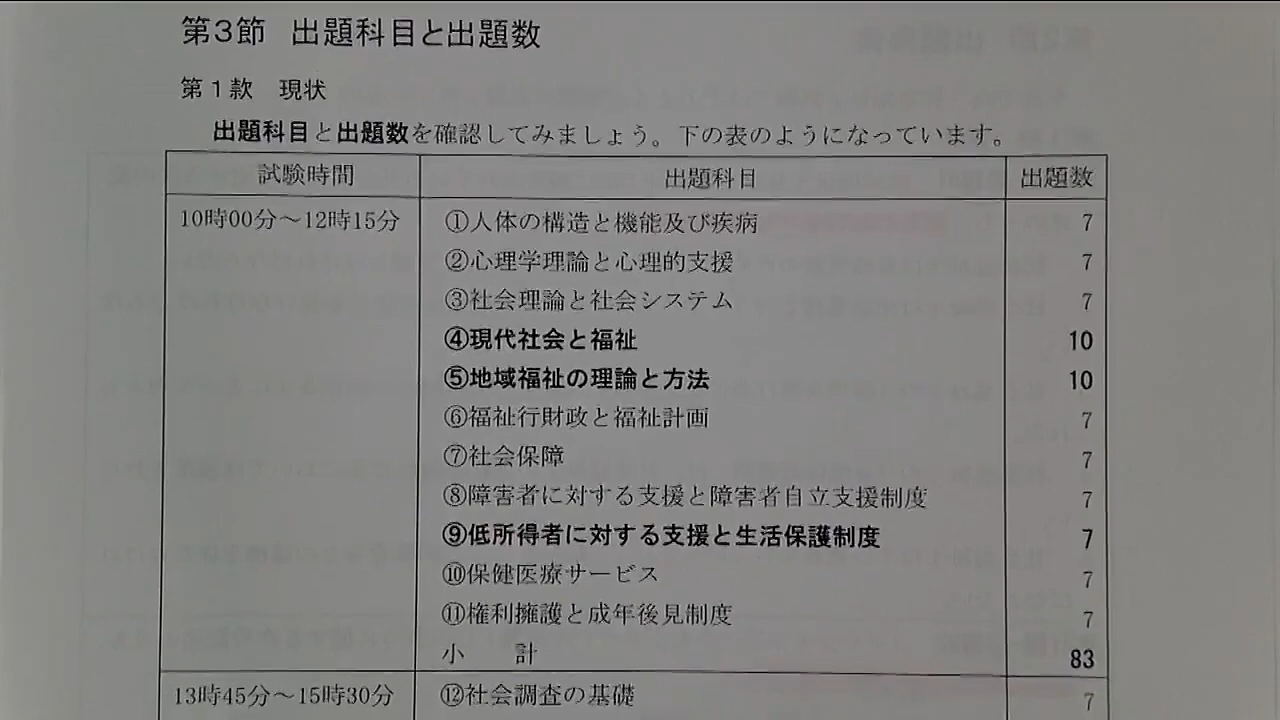 第3節 出題科目と出題数
第1款 現状
出題科目と出題数を確認してみましょう。下の表のようになっています。
試験時間 出題科目 出題数
10時00分～12時15分 ①人体の構造と機能及び疾病 7
②心理学理論と心理的支援 7
③社会理論と社会システム 7
④現代社会と福祉 10
⑤地域福祉の理論と方法 10
⑥福祉行財政と福祉計画 7
⑦社会保障 7
⑧障害者に対する支援と障害者自立支援制度 7
⑨低所得者に対する支援と生活保護制度 7
⑩保健医療サービス 7
⑪権利擁護と成年後見制度 7
小 計 83
13時45分～15時30分 ⑫社会調査の基礎 7